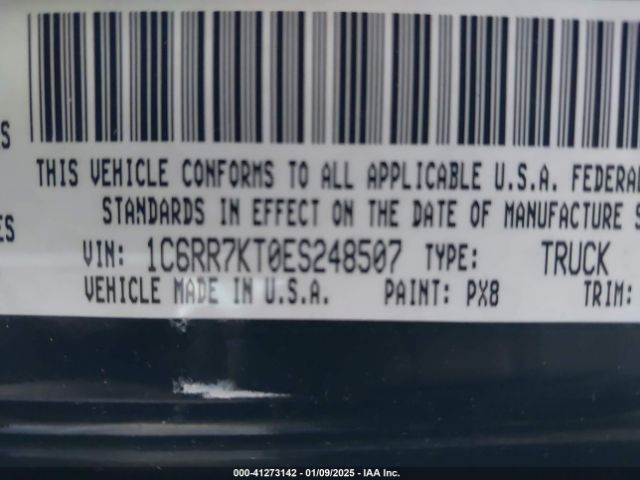 S
THIS VEHICLE CONFORMS TO ALL APPLICABLE U.S.A. FEDERAL
STANDARDS IN EFFECT ON THE DATE OF MANUFACTURE S
ES
VIN: 1C6RR7KT0ES248507 TYPE: TRUCK
VEHICLE MADE IN U.S.A. PAINT: PX8 TRIM:
000-41273142 - 01/09/2025 - IAA Inc.